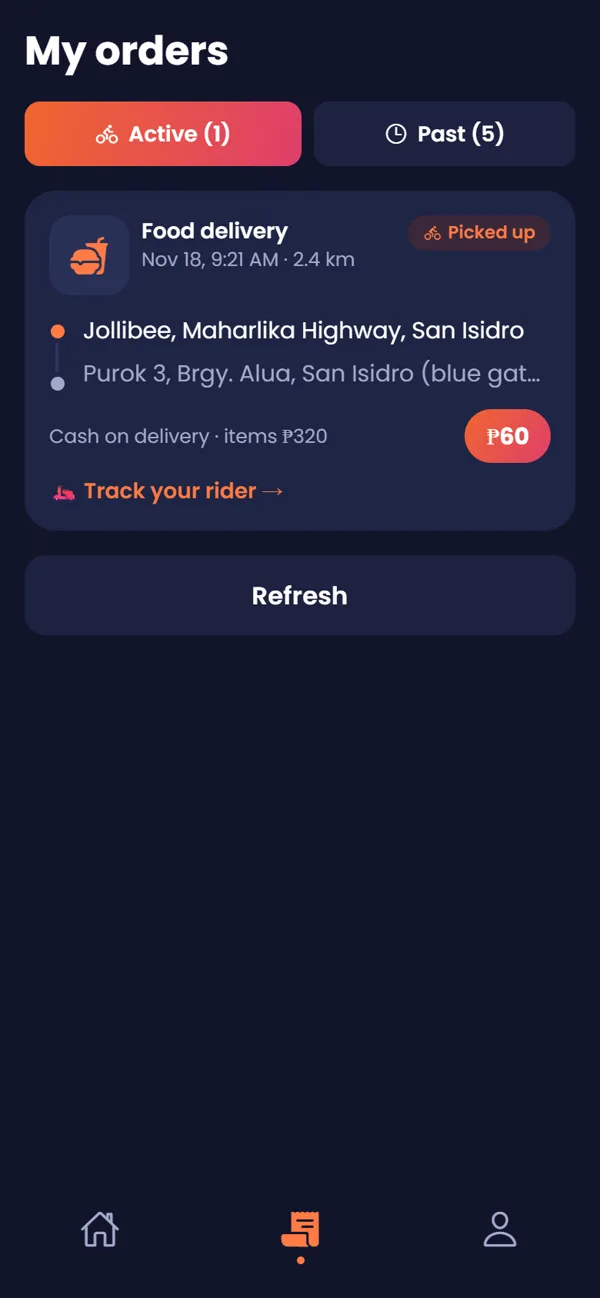 My orders
Active (1)
Past (5)
Food delivery
Picked up
Nov 18, 9:21 AM · 2.4 km
Jollibee, Maharlika Highway, San Isidro
Purok 3, Brgy. Alua, San Isidro (blue gat…
Cash on delivery · items ₱320
₱60
Track your rider →
Refresh